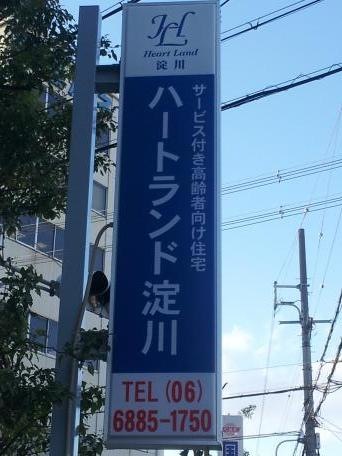 HL
Heart Land
淀川
サービス付き高齢者向け住宅
ハートランド淀川
TEL (06)
6885-1750